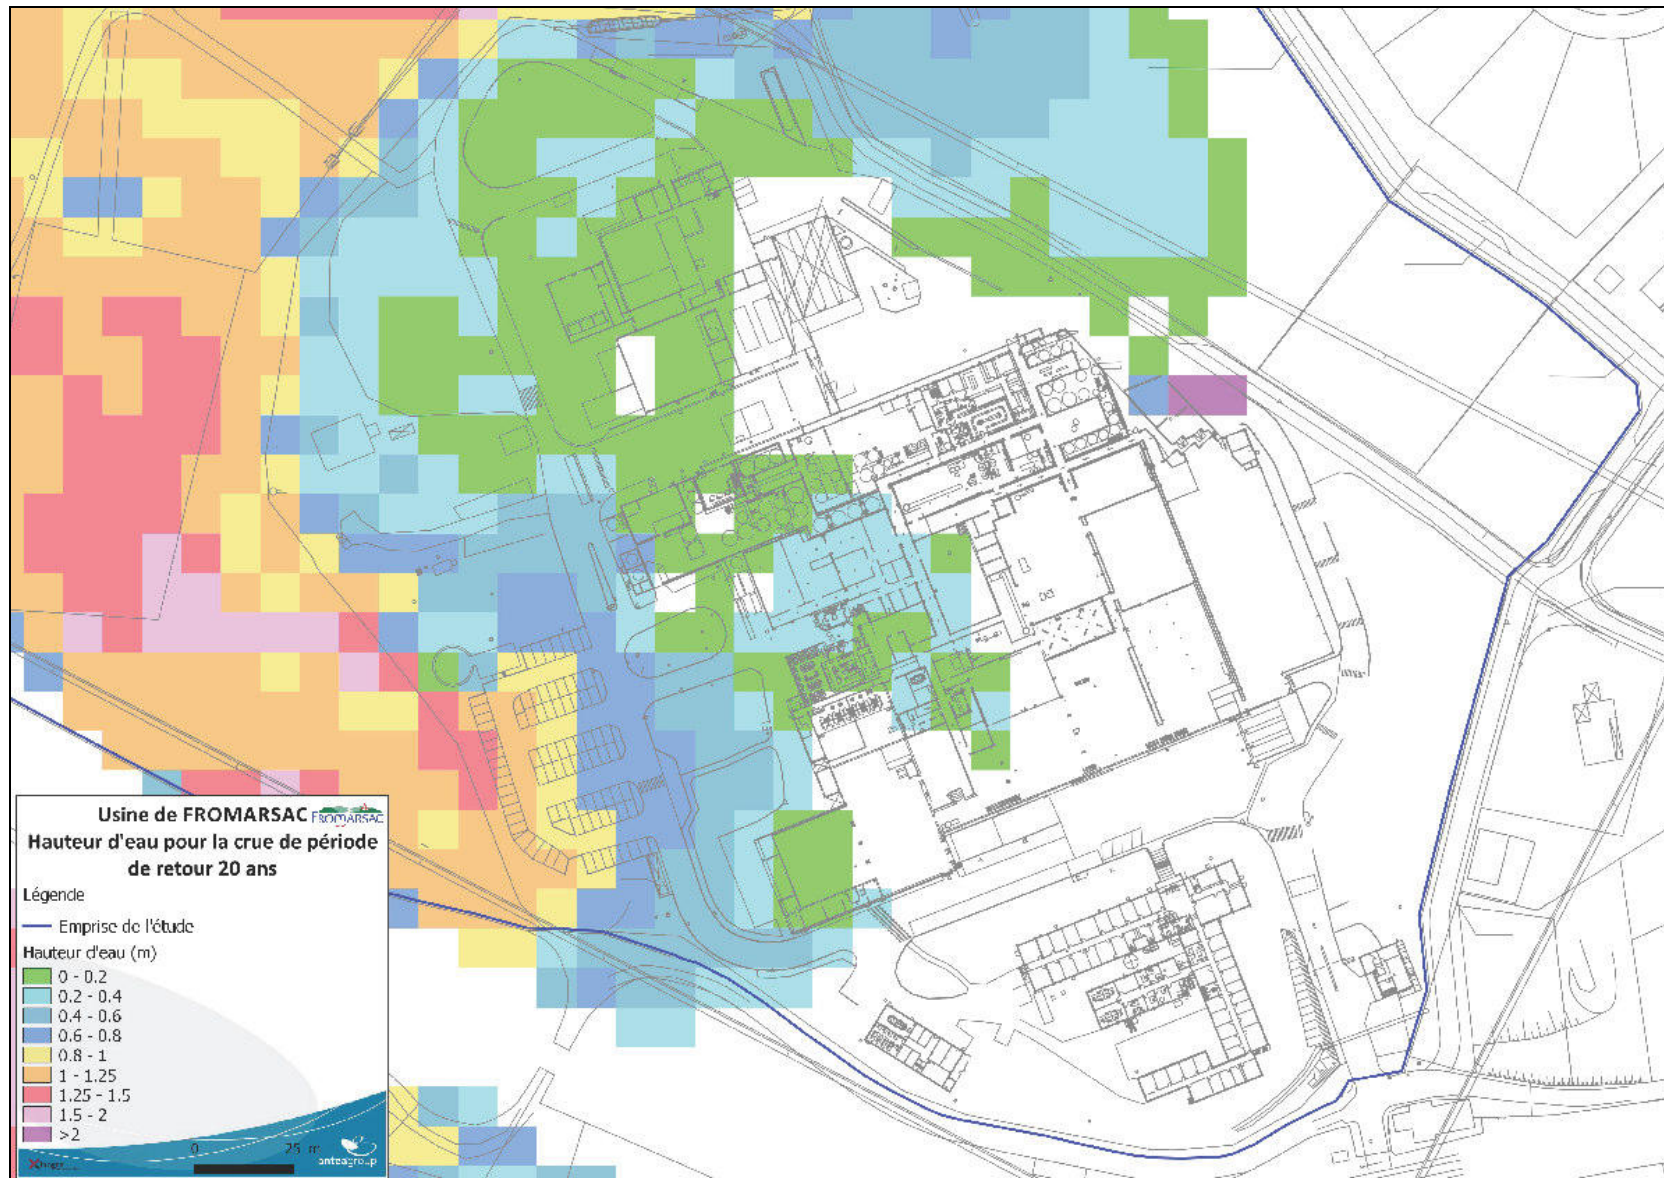 Usine de FROMARSAC
FROMARSAC
Hauteur d'eau pour la crue de période
de retour 20 ans
Légende
Emprise de l'étude
Hauteur d'eau (m)
0 - 0.2
0.2 - 0.4
0.4 - 0.6
0.6 - 0.8
0.8 - 1
1 - 1.25
1.25 - 1.5
1.5 - 2
>2
0 25 m
anteagroup